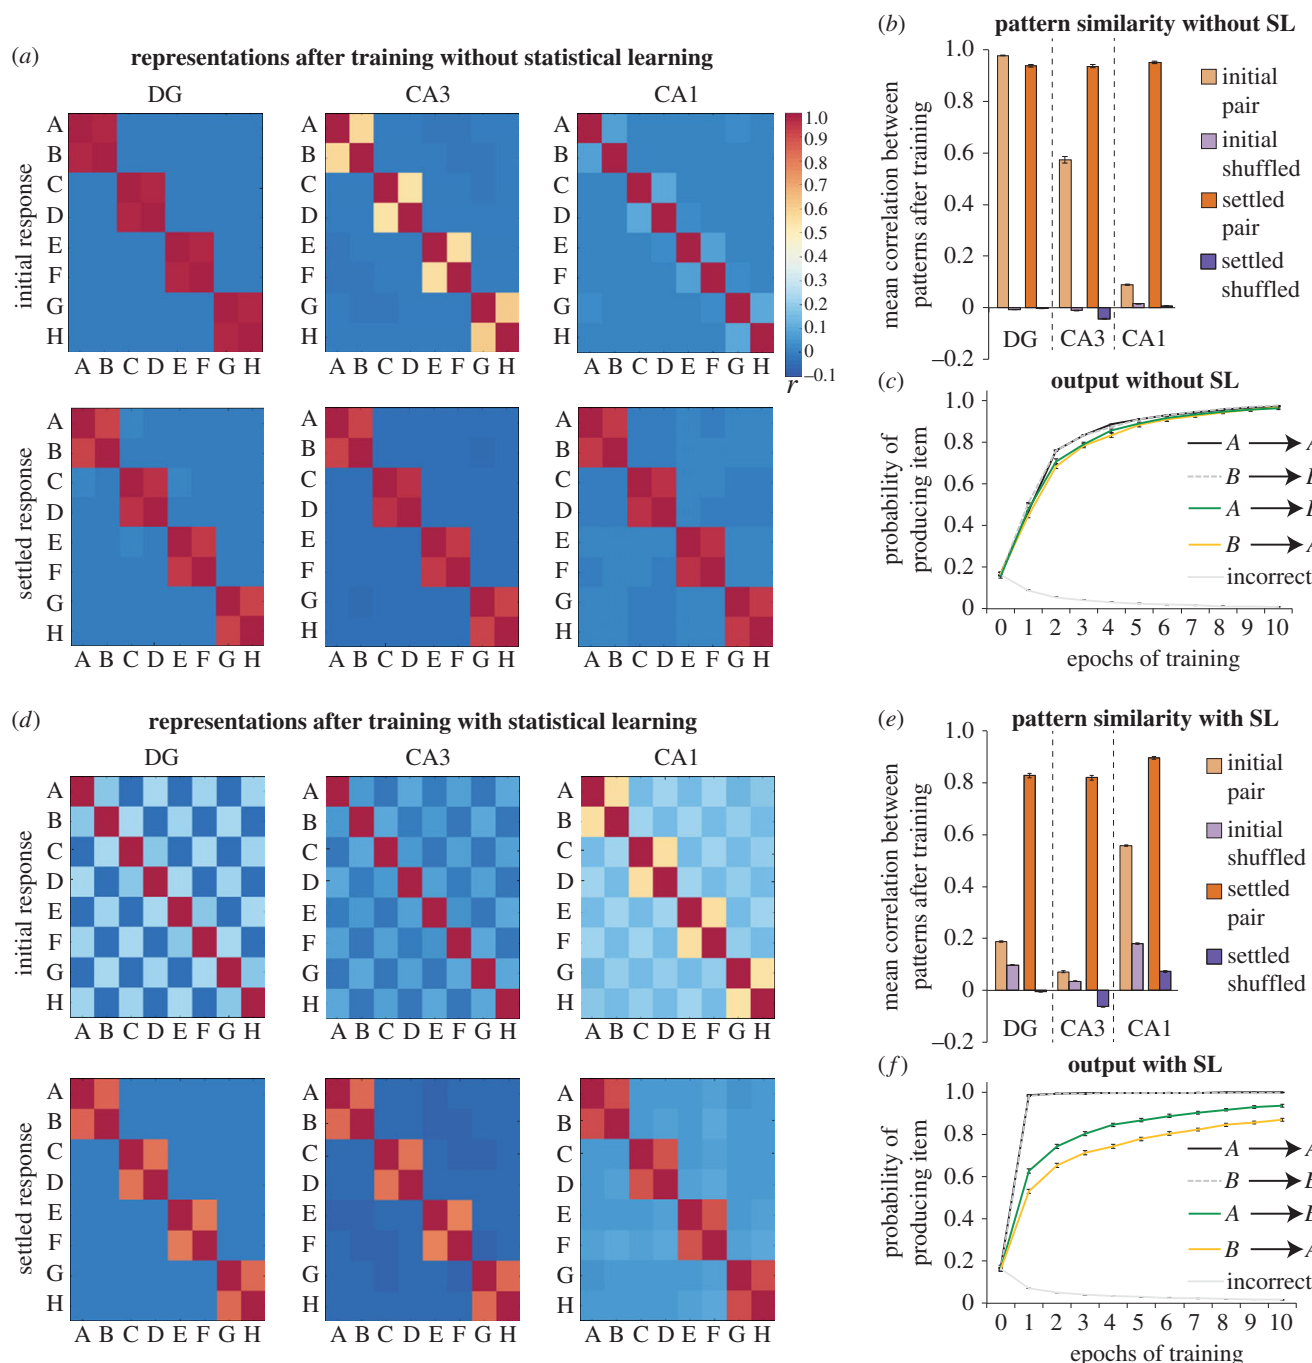 (a) representations after training without statistical learning
DG CA3 CA1
initial response
A
B
C
D
E
F
G
H
A B C D E F G H A B C D E F G H A B C D E F G H
1.0
0.9
0.8
0.7
0.6
0.5
0.4
0.3
0.2
0.1
0
–0.1
r
settled response
A
B
C
D
E
F
G
H
A
B
C
D
E
F
G
H
A
B
C
D
E
F
G
H
A
B
C
D
E
F
G
H
A
B
C
D
E
F
G
H
A B C D E F G H A B C D E F G H A B C D E F G H
(b) pattern similarity without SL
mean correlation between
patterns after training
1.0
0.8
0.6
0.4
0.2
0
–0.2
DG CA3 CA1
initial
pair
initial
shuffled
settled
pair
settled
shuffled
(c) output without SL
probability of
producing item
1.0
0.8
0.6
0.4
0.2
0
A
B
A
B
incorrect
0 1 2 3 4 5 6 7 8 9 10
epochs of training
(d) representations after training with statistical learning
DG CA3 CA1
initial response
A
B
C
D
E
F
G
H
A
B
C
D
E
F
G
H
A
B
C
D
E
F
G
H
A B C D E F G H A B C D E F G H A B C D E F G H
settled response
A
B
C
D
E
F
G
H
A
B
C
D
E
F
G
H
A
B
C
D
E
F
G
H
A B C D E F G H A B C D E F G H A B C D E F G H
(e) pattern similarity with SL
mean correlation between
patterns after training
1.0
0.8
0.6
0.4
0.2
0
–0.2
DG CA3 CA1
initial
pair
initial
shuffled
settled
pair
settled
shuffled
(f) output with SL
probability of
producing item
1.0
0.8
0.6
0.4
0.2
0
A
B
A
B
incorrect
0 1 2 3 4 5 6 7 8 9 10
epochs of training